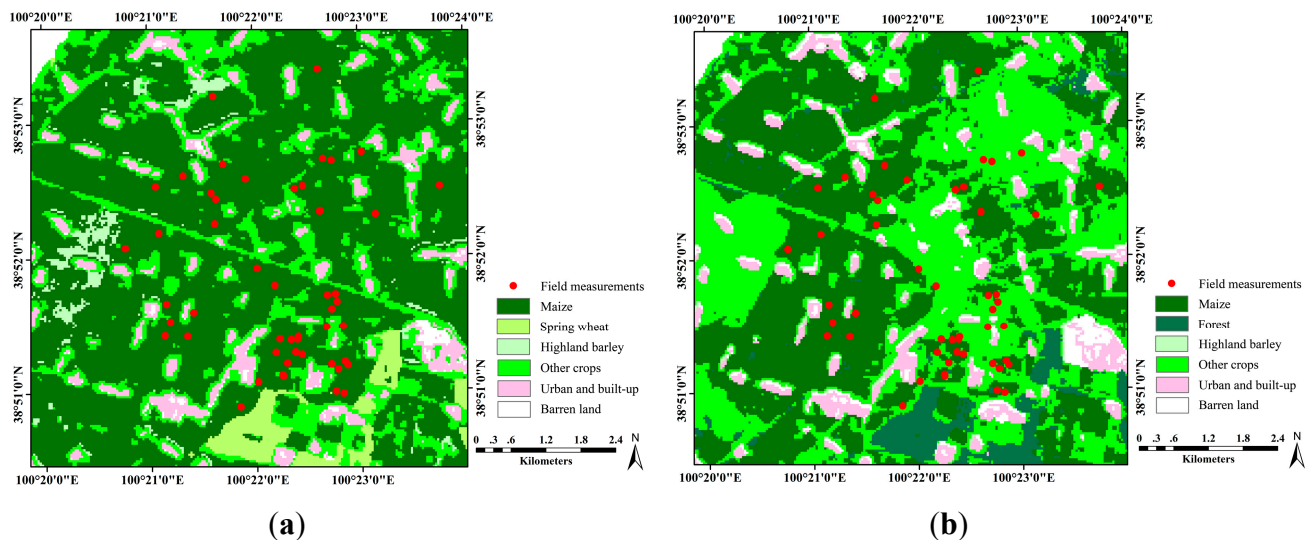 100°20'0"E 100°21'0"E 100°22'0"E 100°23'0"E 100°24'0"E
38°53'0"N
38°52'0"N
38°51'0"N
38°53'0"N
38°52'0"N
38°51'0"N
100°20'0"E 100°21'0"E 100°22'0"E 100°23'0"E
Field measurements
Maize
Spring wheat
Highland barley
Other crops
Urban and built-up
Barren land
0 .3 .6 1.2 1.8 2.4
Kilometers
N
(a)
100°20'0"E 100°21'0"E 100°22'0"E 100°23'0"E 100°24'0"E
38°53'0"N
38°52'0"N
38°51'0"N
38°53'0"N
38°52'0"N
38°51'0"N
100°20'0"E 100°21'0"E 100°22'0"E 100°23'0"E
Field measurements
Maize
Forest
Highland barley
Other crops
Urban and built-up
Barren land
0 .3 .6 1.2 1.8 2.4
Kilometers
N
(b)